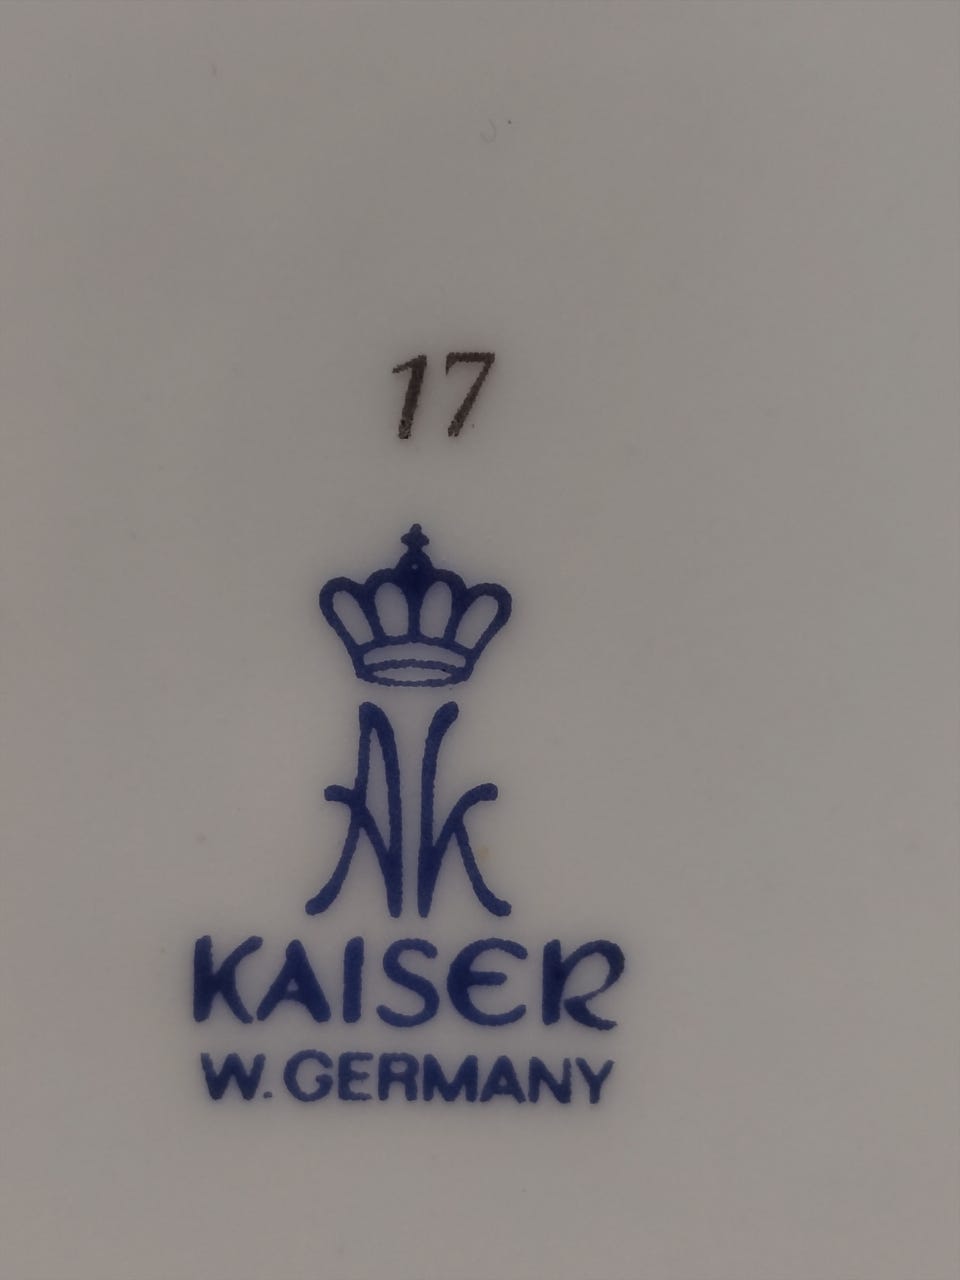 17
AK
KAISER
W. GERMANY